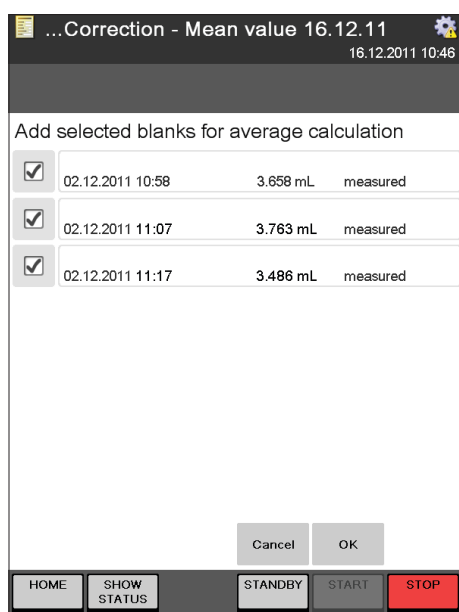 ...Correction - Mean value 16.12.11
16.12.2011 10:46
Add selected blanks for average calculation
02.12.2011 10:58 3.658 mL measured
02.12.2011 11:07 3.763 mL measured
02.12.2011 11:17 3.486 mL measured
Cancel OK
HOME SHOW STATUS STANDBY START STOP